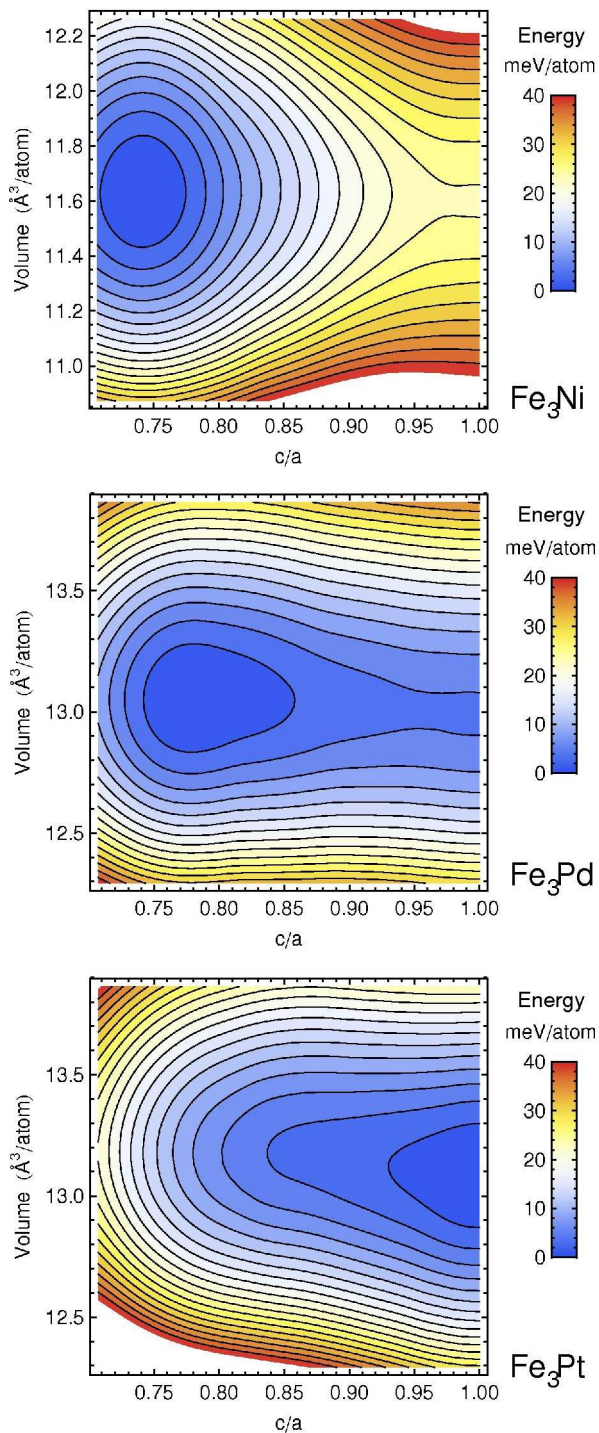 12.2
12.0
11.8
11.6
11.4
11.2
11.0
Volume (Å³/atom)
0.75 0.80 0.85 0.90 0.95 1.00
c/a
Energy
meV/atom
40
30
20
10
0
Fe₃Ni
13.5
13.0
12.5
Volume (Å³/atom)
0.75 0.80 0.85 0.90 0.95 1.00
c/a
Energy
meV/atom
40
30
20
10
0
Fe₃Pd
13.5
13.0
12.5
Volume (Å³/atom)
0.75 0.80 0.85 0.90 0.95 1.00
c/a
Energy
meV/atom
40
30
20
10
0
Fe₃Pt